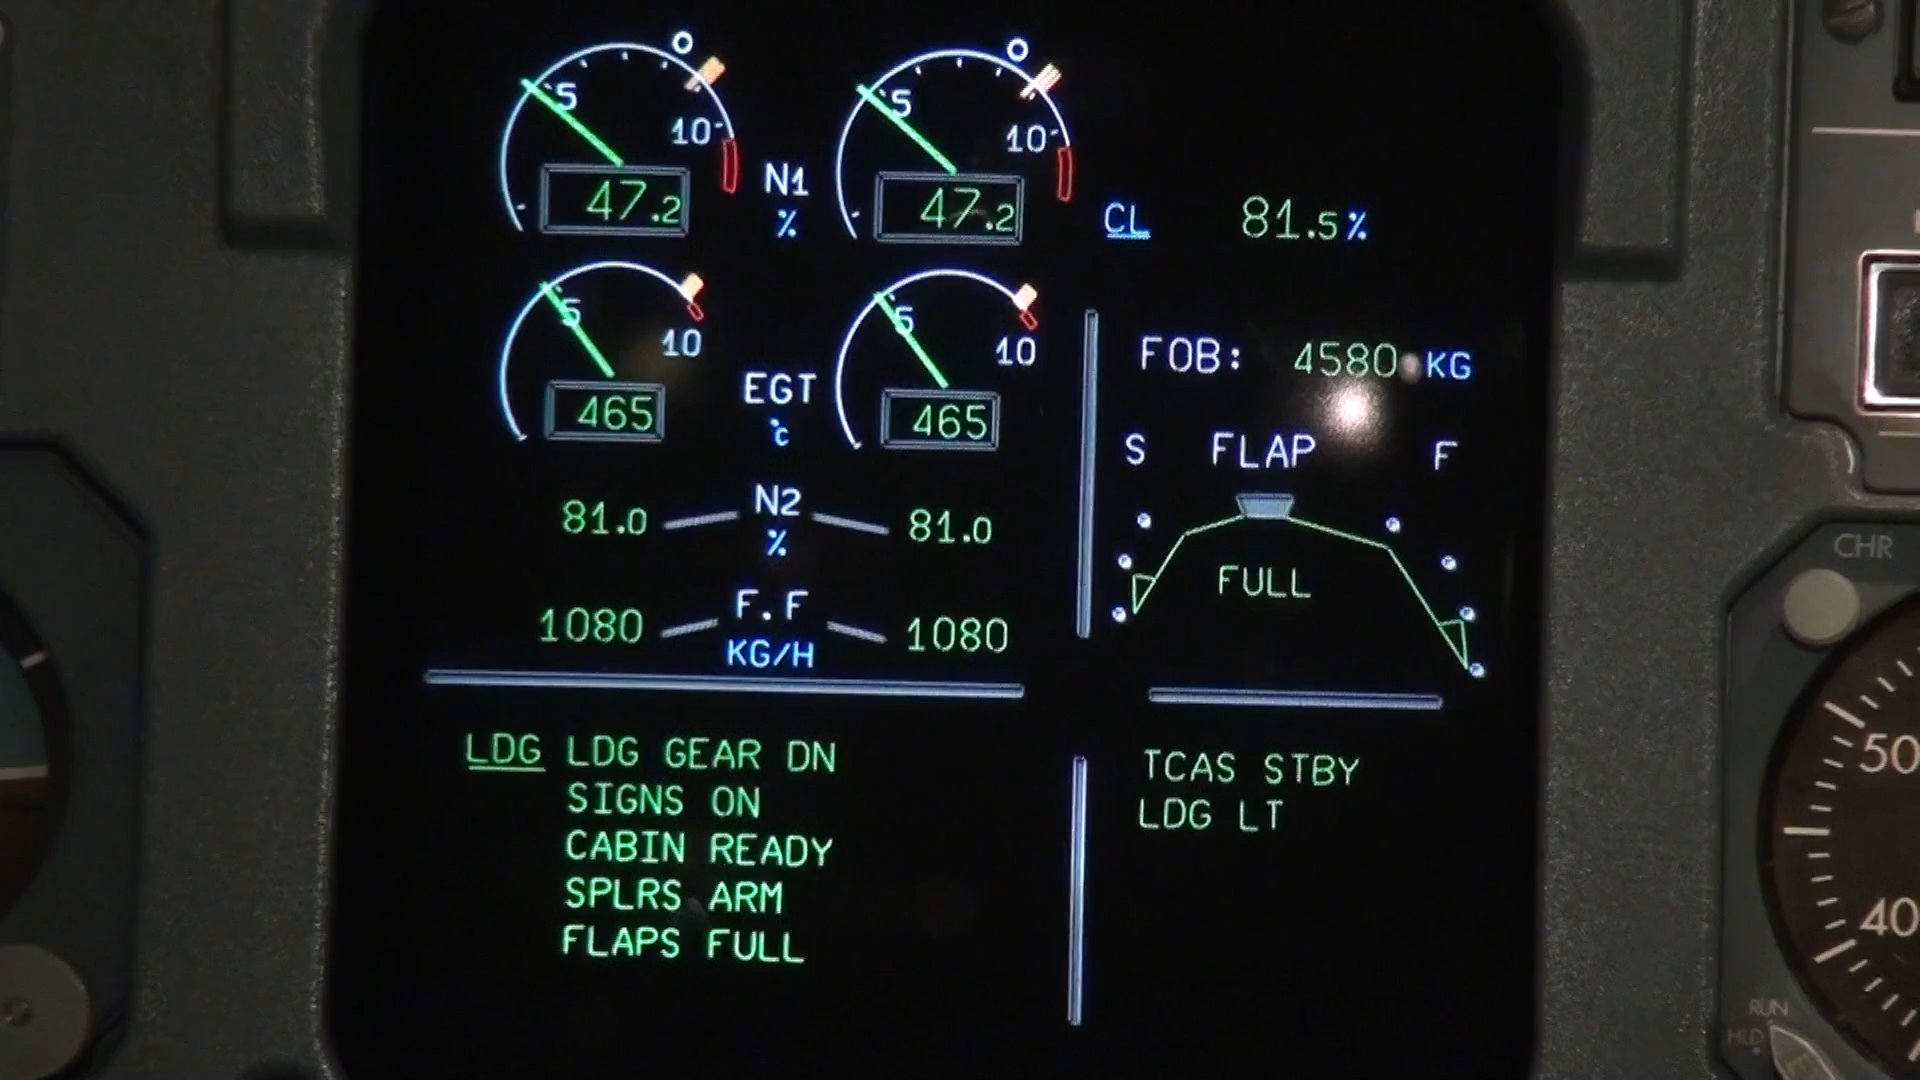 5 10 5 10
47.2 N1 47.2
% CL 81.5%
5 10 5 10
465 EGT 465
°C
FOB: 4580 KG
S FLAP F
81.0 N2 81.0
%
FULL
1080 F.F 1080
KG/H
LDG LDG GEAR DN
SIGNS ON
CABIN READY
SPLRS ARM
FLAPS FULL
TCAS STBY
LDG LT
CHR
50
40
RUN
HLD